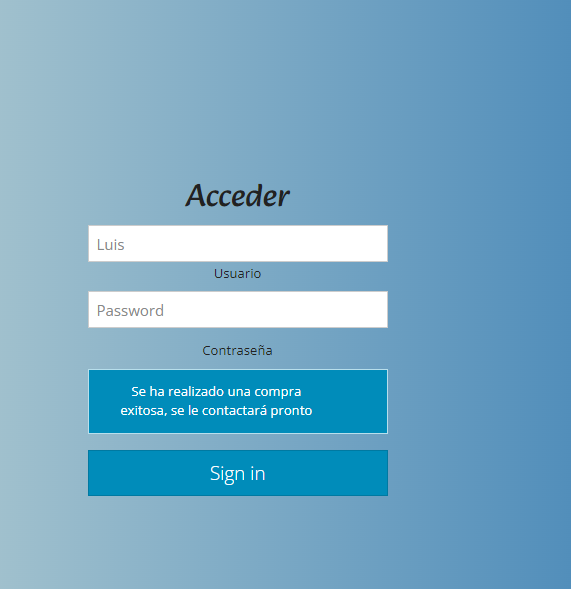 Acceder
Luis
Usuario
Password
Contraseña
Se ha realizado una compra
exitosa, se le contactará pronto
Sign in